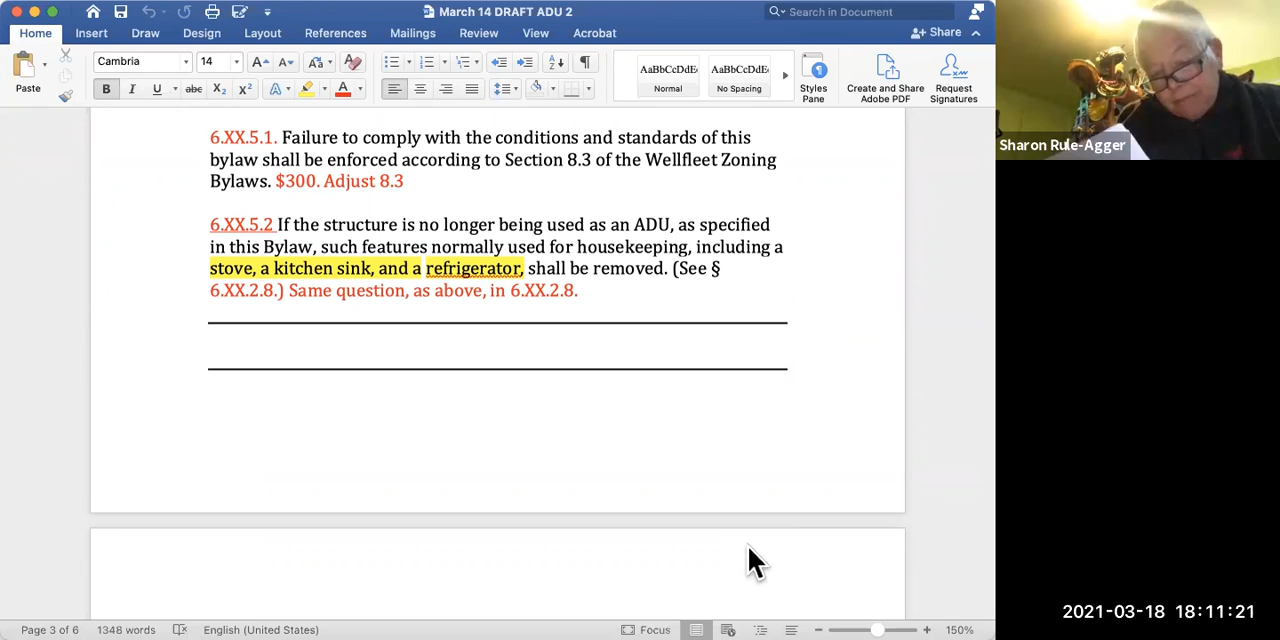 March 14 DRAFT ADU 2
Search in Document
Home Insert Draw Design Layout References Mailings Review View Acrobat
Share
Paste
Cambria 14
AaBbCcDdE AaBbCcDdE
Normal No Spacing
Styles Pane
Create and Share Adobe PDF
Request Signatures
6.XX.5.1. Failure to comply with the conditions and standards of this
bylaw shall be enforced according to Section 8.3 of the Wellfleet Zoning
Bylaws. $300. Adjust 8.3
6.XX.5.2 If the structure is no longer being used as an ADU, as specified
in this Bylaw, such features normally used for housekeeping, including a
stove, a kitchen sink, and a refrigerator, shall be removed. (See §
6.XX.2.8.) Same question, as above, in 6.XX.2.8.
Page 3 of 6 1348 words English (United States) Focus 150%
Sharon Rule-Agger
2021-03-18 18:11:21